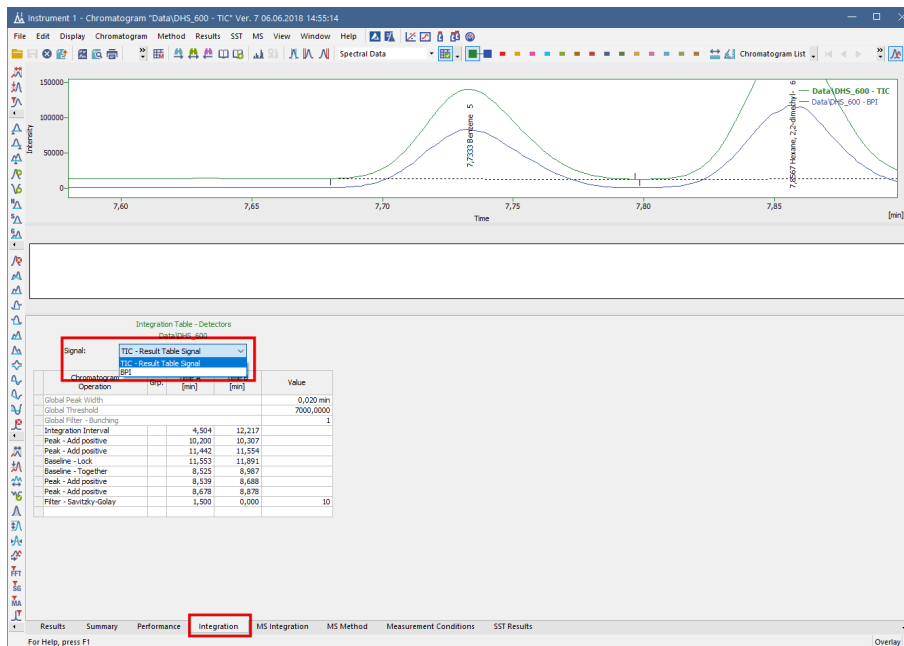 Instrument 1 - Chromatogram "Data\DHS_600 - TIC" Ver. 7 06.06.2018 14:55:14
File Edit Display Chromatogram Method Results SST MS View Window Help
Spectral Data
Chromatogram List
150000
100000
50000
0
Intensity
7,7333 Benzene 5
7,8567 Hexane, 2,2-dimethyl- 6
Data\DHS_600 - TIC
Data\DHS_600 - BPI
7,60 7,65 7,70 7,75 7,80 7,85
Time
[min]
Integration Table - Detectors
Data\DHS_600
Signal: TIC - Result Table Signal
TIC - Result Table Signal
BPI
Chromatogram Operation Grp. [min] [min] Value
Global Peak Width 0,020 min
Global Threshold 7000,0000
Global Filter - Bunching 1
Integration Interval 4,504 12,217
Peak - Add positive 10,200 10,307
Peak - Add positive 11,442 11,554
Baseline - Lock 11,553 11,891
Baseline - Together 8,525 8,987
Peak - Add positive 8,539 8,688
Peak - Add positive 8,678 8,878
Filter - Savitzky-Golay 1,500 0,000 10
FFT
SG
MA
Results Summary Performance Integration MS Integration MS Method Measurement Conditions SST Results
For Help, press F1
Overlay